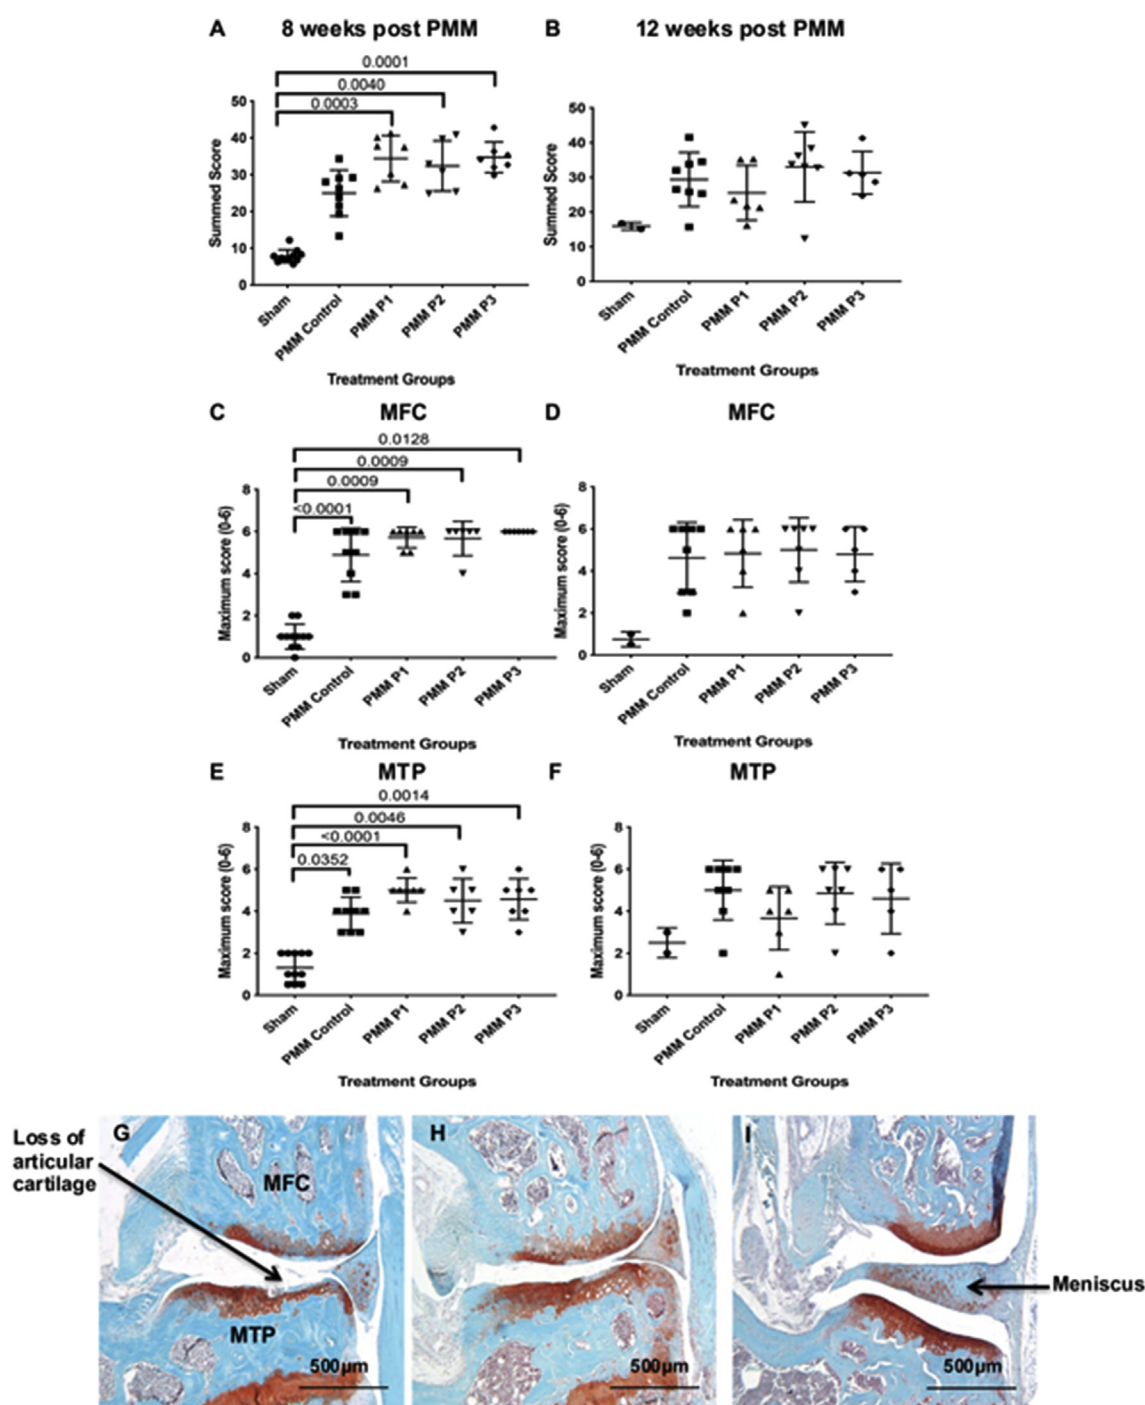 A
8 weeks post PMM
0.0001
0.0040
0.0003
50
40
30
20
10
0
Summed Score
Sham
PMM Control
PMM P1
PMM P2
PMM P3
Treatment Groups
B
12 weeks post PMM
50
40
30
20
10
0
Summed Score
Sham
PMM Control
PMM P1
PMM P2
PMM P3
Treatment Groups
C
MFC
0.0128
0.0009
0.0009
<0.0001
8
6
4
2
0
Maximum score (0-6)
Sham
PMM Control
PMM P1
PMM P2
PMM P3
Treatment Groups
D
MFC
8
6
4
2
0
Maximum score (0-6)
Sham
PMM Control
PMM P1
PMM P2
PMM P3
Treatment Groups
E
MTP
0.0014
0.0046
<0.0001
0.0352
8
6
4
2
0
Maximum score (0-6)
Sham
PMM Control
PMM P1
PMM P2
PMM P3
Treatment Groups
F
MTP
8
6
4
2
0
Maximum score (0-6)
Sham
PMM Control
PMM P1
PMM P2
PMM P3
Treatment Groups
Loss of
articular
cartilage
G
MFC
MTP
500µm
H
500µm
I
Meniscus
500µm